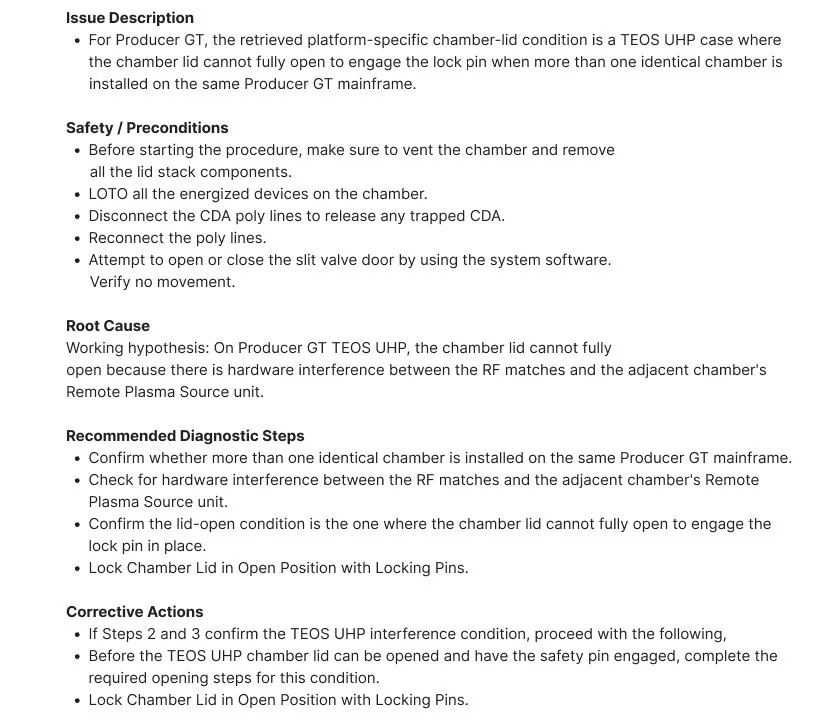 Issue Description
• For Producer GT, the retrieved platform-specific chamber-lid condition is a TEOS UHP case where
the chamber lid cannot fully open to engage the lock pin when more than one identical chamber is
installed on the same Producer GT mainframe.
Safety / Preconditions
• Before starting the procedure, make sure to vent the chamber and remove
all the lid stack components.
• LOTO all the energized devices on the chamber.
• Disconnect the CDA poly lines to release any trapped CDA.
• Reconnect the poly lines.
• Attempt to open or close the slit valve door by using the system software.
Verify no movement.
Root Cause
Working hypothesis: On Producer GT TEOS UHP, the chamber lid cannot fully
open because there is hardware interference between the RF matches and the adjacent chamber's
Remote Plasma Source unit.
Recommended Diagnostic Steps
• Confirm whether more than one identical chamber is installed on the same Producer GT mainframe.
• Check for hardware interference between the RF matches and the adjacent chamber's Remote
Plasma Source unit.
• Confirm the lid-open condition is the one where the chamber lid cannot fully open to engage the
lock pin in place.
• Lock Chamber Lid in Open Position with Locking Pins.
Corrective Actions
• If Steps 2 and 3 confirm the TEOS UHP interference condition, proceed with the following,
• Before the TEOS UHP chamber lid can be opened and have the safety pin engaged, complete the
required opening steps for this condition.
• Lock Chamber Lid in Open Position with Locking Pins.